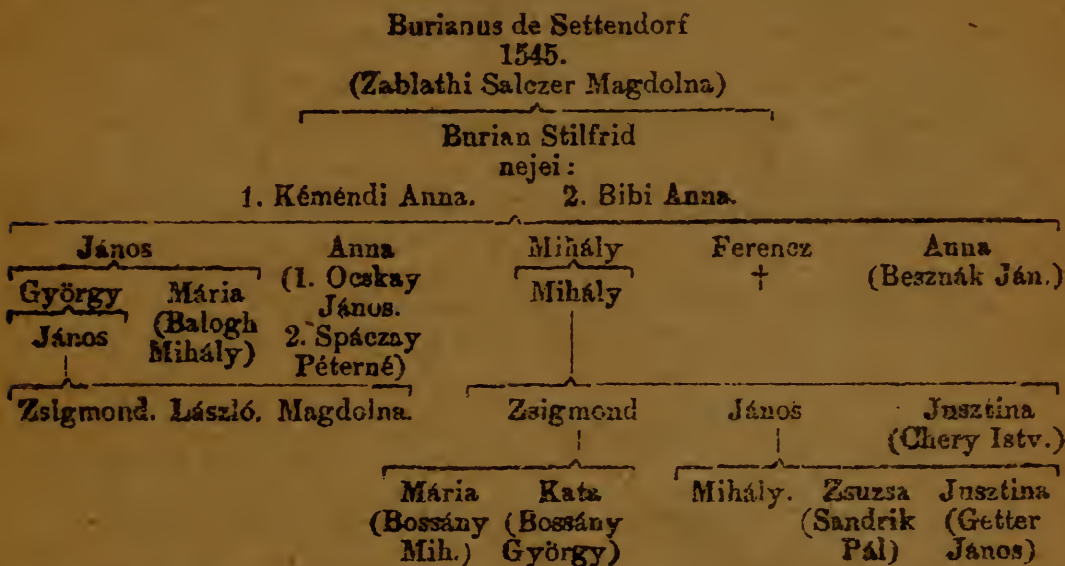 Burianus de Settendorf
1545.
(Zablathi Salczer Magdolna)
Burian Stilfrid
nejei:
1. Kéméndi Anna. 2. Bibi Anna.
János Anna Mihály Ferencz Anna
(1. Ocskay † (Besznák Ján.)
György Mária János. Mihály
(Balogh 2. Spáczay
János Mihály) Péterné)
Zsigmond. László. Magdolna. Zsigmond János Jusztina
(Chery Istv.)
Mária Kata Mihály. Zsuzsa Jusztina
(Bossány (Bossány (Sandrik (Getter
Mih.) György) Pál) János)